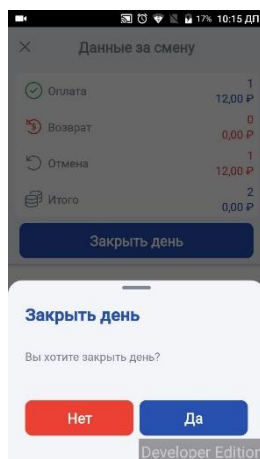 17% 10:15 ДП
Данные за смену
Оплата 1
12,00 ₽
Возврат 0
0,00 ₽
Отмена 1
12,00 ₽
Итого 2
0,00 ₽
Закрыть день
Закрыть день
Вы хотите закрыть день?
Нет Да
Developer Edition